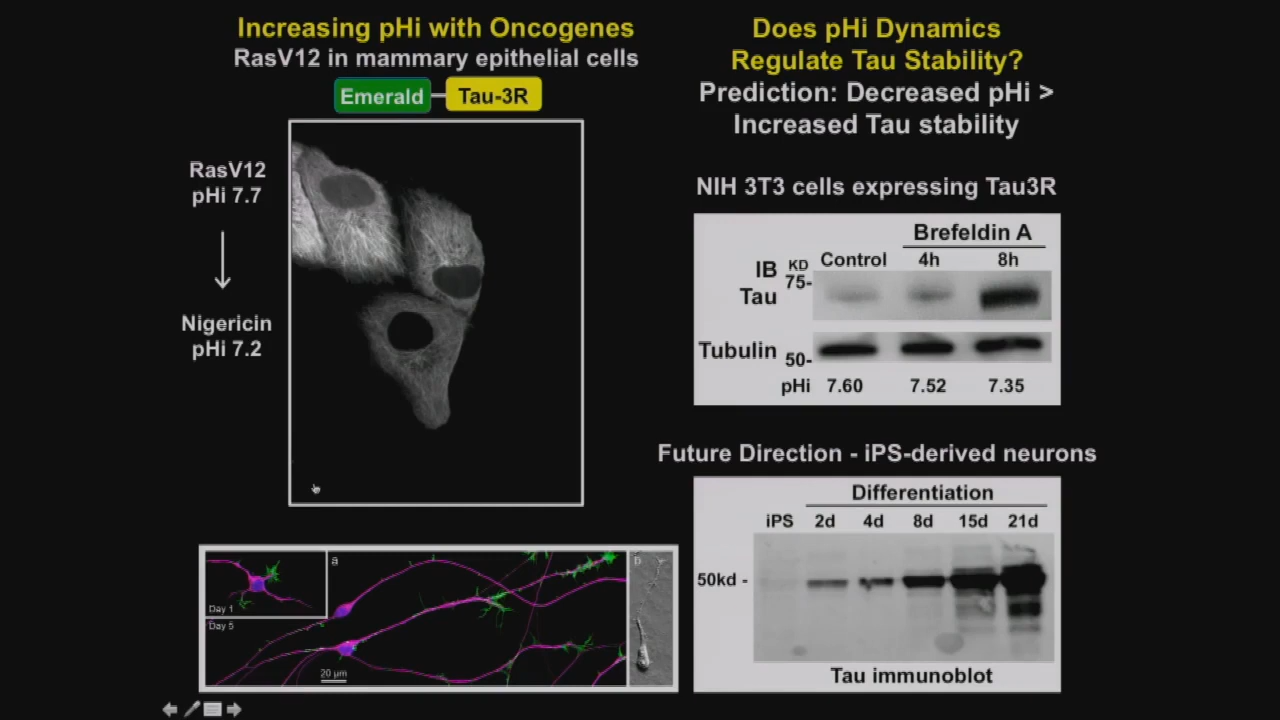 Increasing pHi with Oncogenes
RasV12 in mammary epithelial cells
Emerald
Tau-3R
RasV12
pHi 7.7
Nigericin
pHi 7.2
Day 1
a
b
Day 5
20 µm
Does pHi Dynamics
Regulate Tau Stability?
Prediction: Decreased pHi >
Increased Tau stability
NIH 3T3 cells expressing Tau3R
Brefeldin A
Control 4h 8h
IB KD
75-
Tau
Tubulin
50-
pHi 7.60 7.52 7.35
Future Direction - iPS-derived neurons
Differentiation
iPS 2d 4d 8d 15d 21d
50kd -
Tau immunoblot